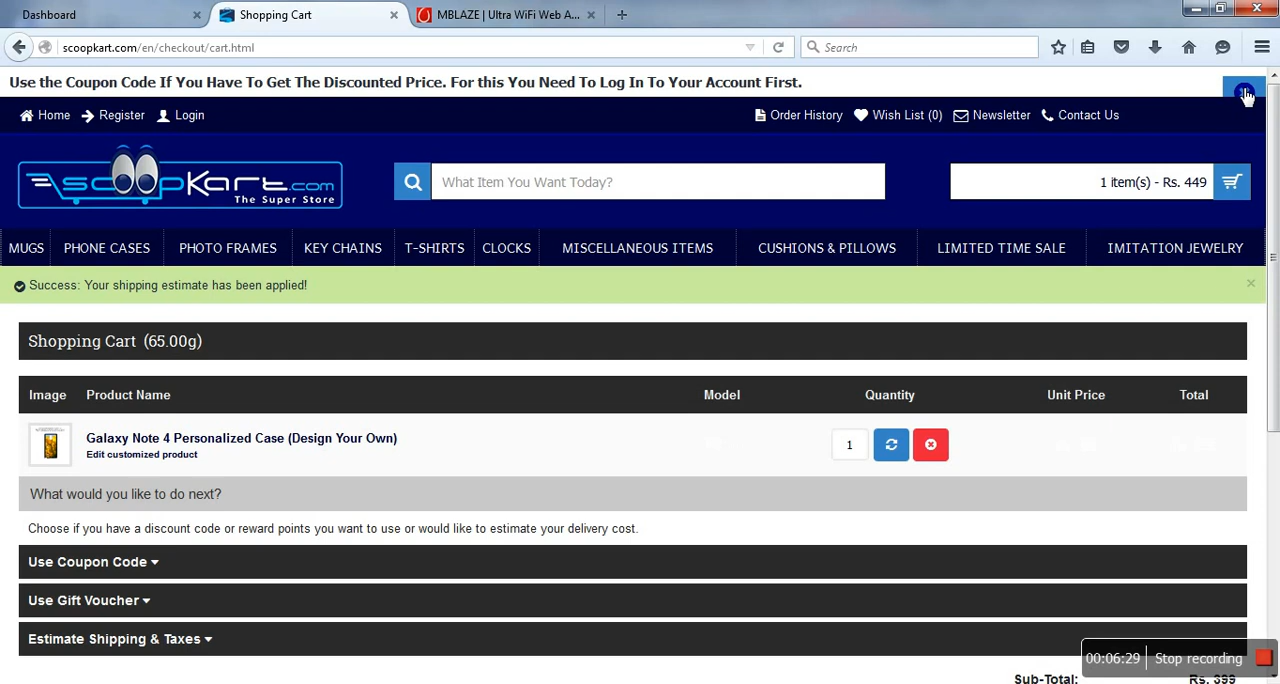 Dashboard × Shopping Cart × MBLAZE | Ultra WiFi Web A... × +
scoopkart.com/en/checkout/cart.html Search
Use the Coupon Code If You Have To Get The Discounted Price. For this You Need To Log In To Your Account First.
Home Register Login Order History Wish List (0) Newsletter Contact Us
scoopKart.com
The Super Store
What Item You Want Today?
1 item(s) - Rs. 449
MUGS PHONE CASES PHOTO FRAMES KEY CHAINS T-SHIRTS CLOCKS MISCELLANEOUS ITEMS CUSHIONS & PILLOWS LIMITED TIME SALE IMITATION JEWELRY
Success: Your shipping estimate has been applied! ×
Shopping Cart (65.00g)
Image Product Name Model Quantity Unit Price Total
Galaxy Note 4 Personalized Case (Design Your Own) 1
Edit customized product
What would you like to do next?
Choose if you have a discount code or reward points you want to use or would like to estimate your delivery cost.
Use Coupon Code
Use Gift Voucher
Estimate Shipping & Taxes
00:06:29 Stop recording
Sub-Total: Rs. 399